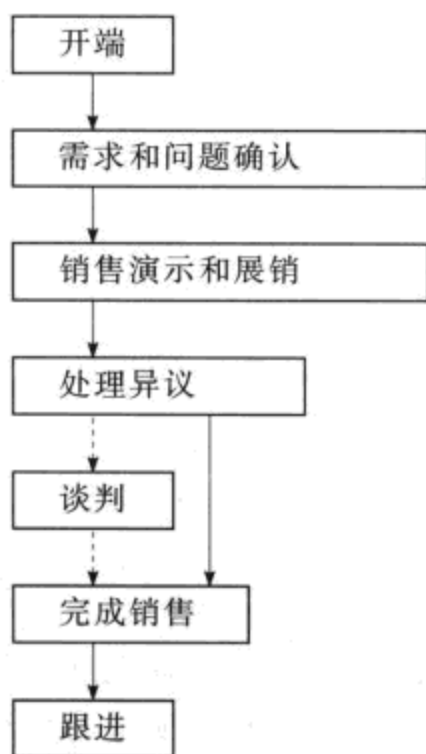 开端
需求和问题确认
销售演示和展销
处理异议
谈判
完成销售
跟进